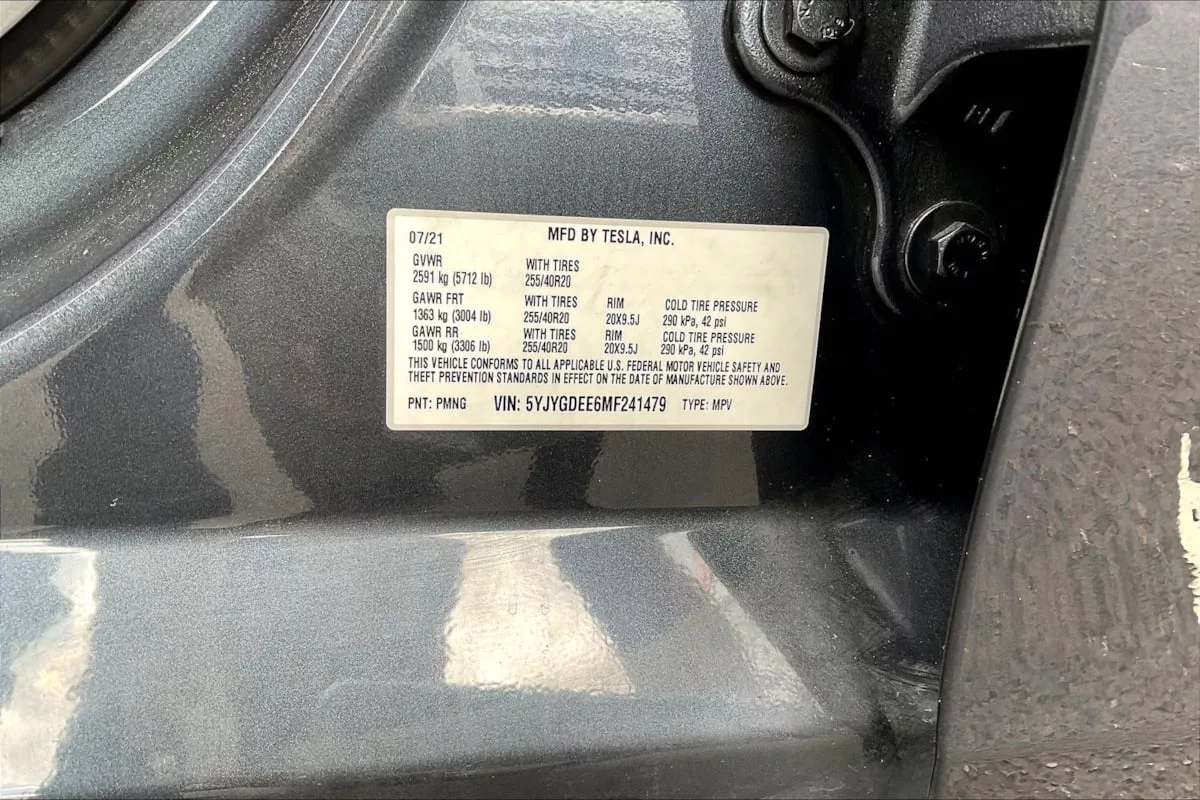 07/21 MFD BY TESLA, INC.
GVWR WITH TIRES
2591 kg (5712 lb) 255/40R20
GAWR FRT WITH TIRES RIM COLD TIRE PRESSURE
1363 kg (3004 lb) 255/40R20 20X9.5J 290 kPa, 42 psi
GAWR RR WITH TIRES RIM COLD TIRE PRESSURE
1500 kg (3306 lb) 255/40R20 20X9.5J 290 kPa, 42 psi
THIS VEHICLE CONFORMS TO ALL APPLICABLE U.S. FEDERAL MOTOR VEHICLE SAFETY AND
THEFT PREVENTION STANDARDS IN EFFECT ON THE DATE OF MANUFACTURE SHOWN ABOVE.
PNT: PMNG VIN: 5YJYGDEE6MF241479 TYPE: MPV